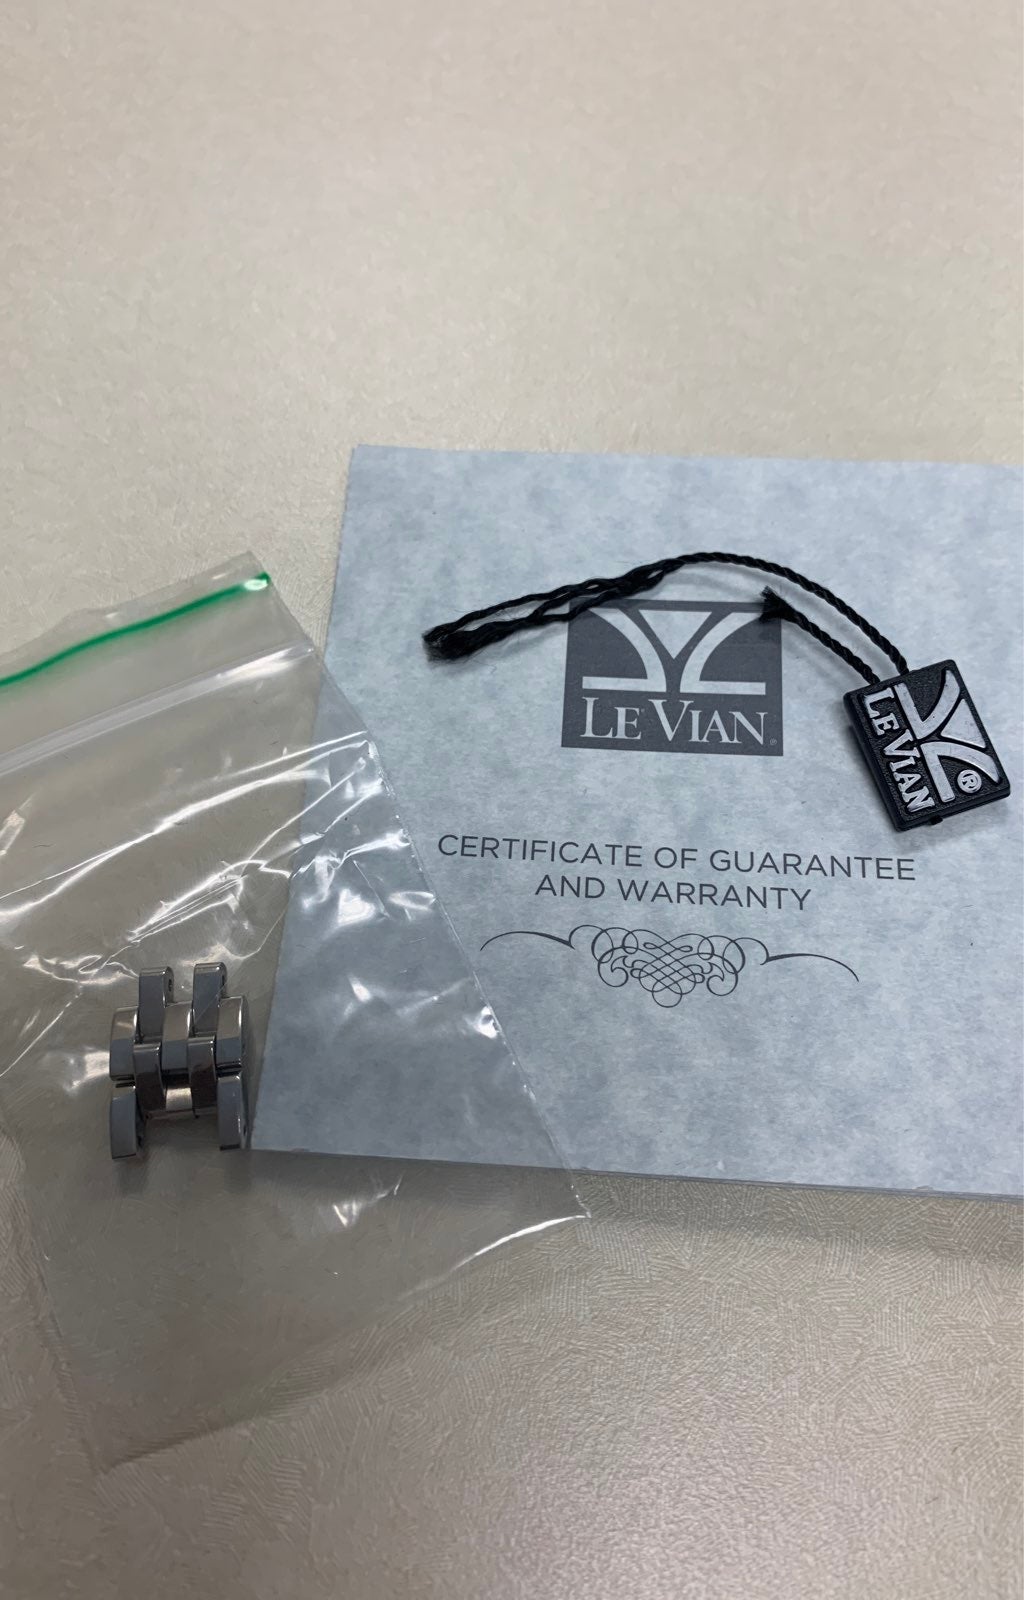 LE VIAN®
CERTIFICATE OF GUARANTEE
AND WARRANTY
LE VIAN
®